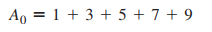 A₀ = 1 + 3 + 5 + 7 + 9